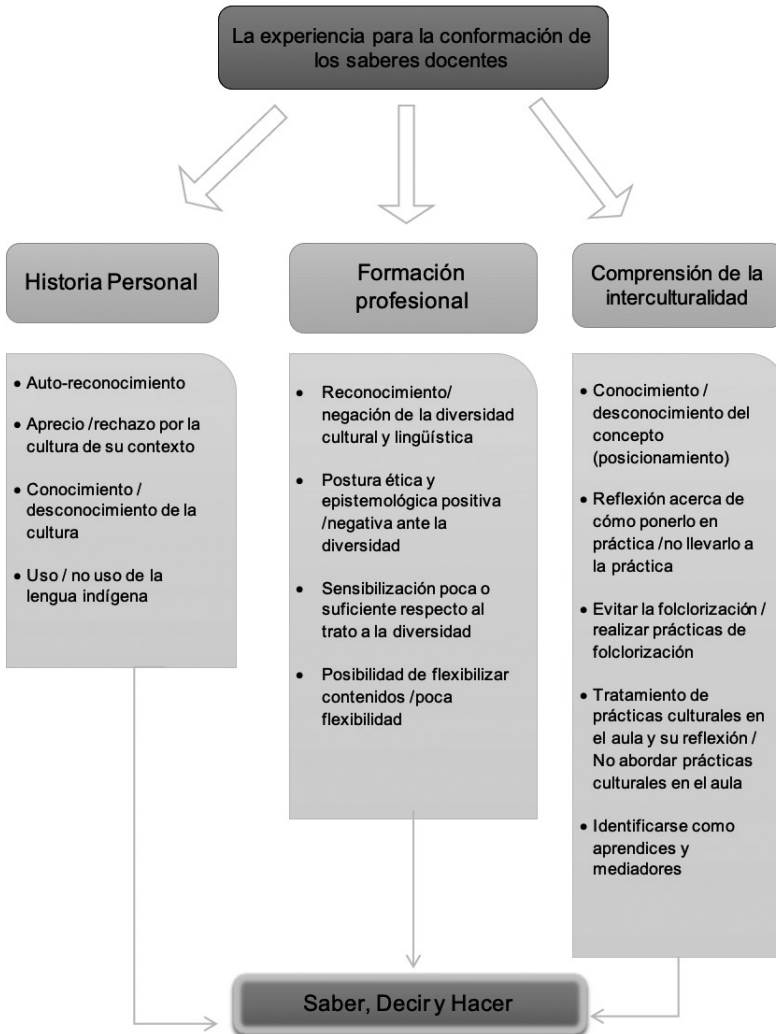 La experiencia para la conformación de
los saberes docentes
Historia Personal
• Auto-reconocimiento
• Aprecio /rechazo por la
cultura de su contexto
• Conocimiento /
desconocimiento de la
cultura
• Uso / no uso de la
lengua indígena
Formación
profesional
• Reconocimiento/
negación de la diversidad
cultural y lingüística
• Postura ética y
epistemológica positiva
/negativa ante la
diversidad
• Sensibilización poca o
suficiente respecto al
trato a la diversidad
• Posibilidad de flexibilizar
contenidos /poca
flexibilidad
Comprensión de la
interculturalidad
• Conocimiento /
desconocimiento del
concepto
(posicionamiento)
• Reflexión acerca de
cómo ponerlo en
práctica /no llevarlo a
la práctica
• Evitar la folclorización /
realizar prácticas de
folclorización
• Tratamiento de
prácticas culturales en
el aula y su reflexión /
No abordar prácticas
culturales en el aula
• Identificarse como
aprendices y
mediadores
Saber, Decir y Hacer